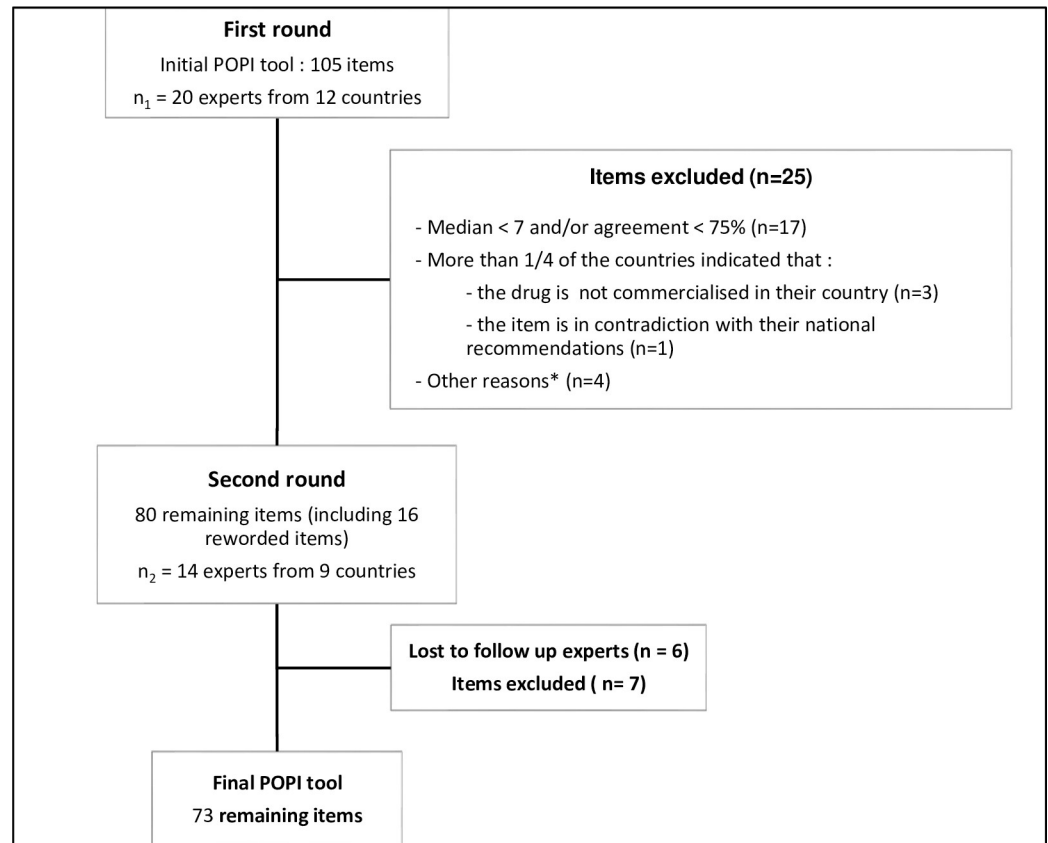 First round
Initial POPI tool : 105 items
n₁ = 20 experts from 12 countries
Items excluded (n=25)
- Median < 7 and/or agreement < 75% (n=17)
- More than 1/4 of the countries indicated that :
- the drug is not commercialised in their country (n=3)
- the item is in contradiction with their national
recommendations (n=1)
- Other reasons* (n=4)
Second round
80 remaining items (including 16
reworded items)
n₂ = 14 experts from 9 countries
Lost to follow up experts (n = 6)
Items excluded ( n= 7)
Final POPI tool
73 remaining items